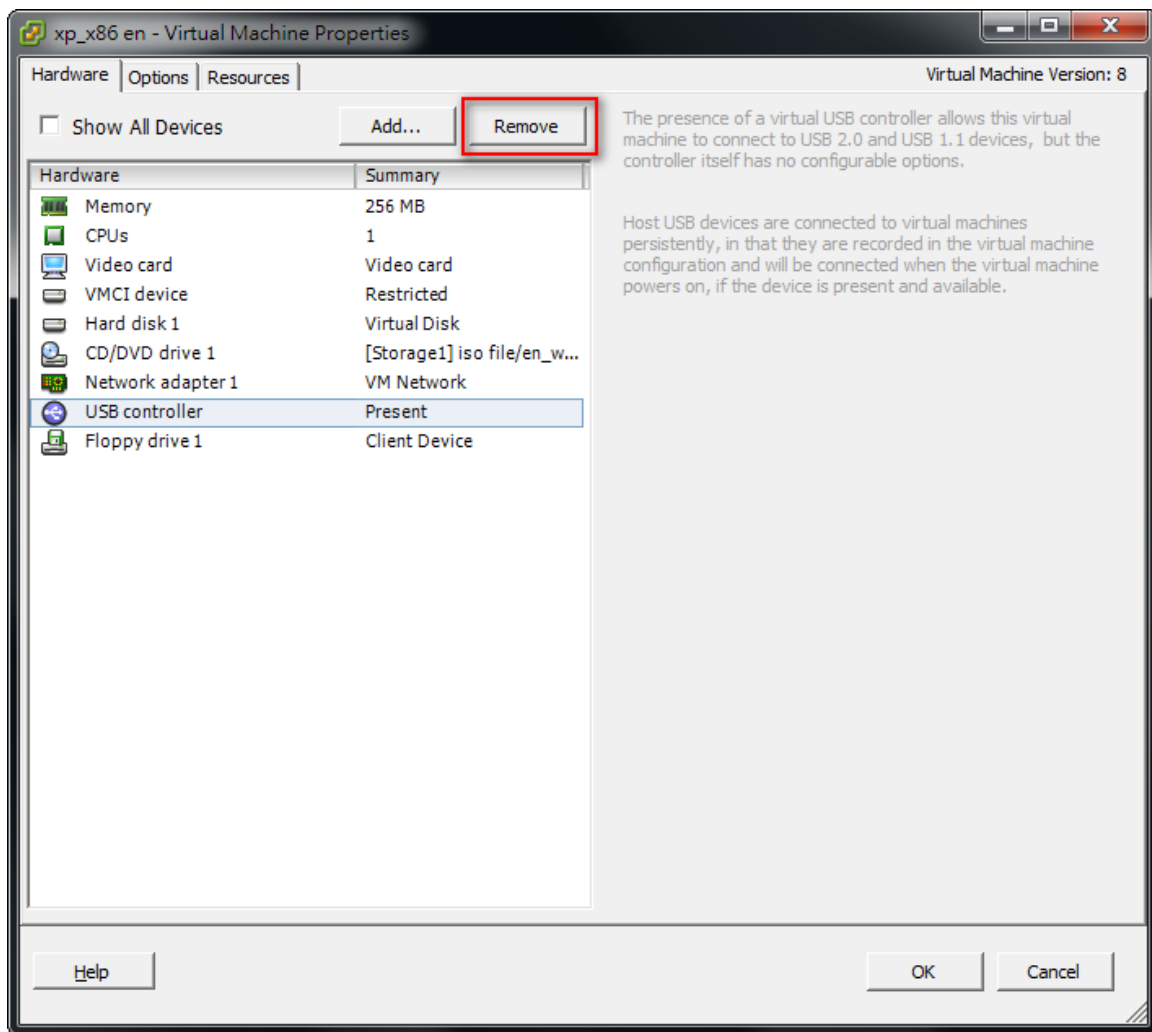 xp_x86 en - Virtual Machine Properties
Hardware Options Resources Virtual Machine Version: 8
Show All Devices Add... Remove
Hardware Summary
Memory 256 MB
CPUs 1
Video card Video card
VMCI device Restricted
Hard disk 1 Virtual Disk
CD/DVD drive 1 [Storage1] iso file/en_w...
Network adapter 1 VM Network
USB controller Present
Floppy drive 1 Client Device
The presence of a virtual USB controller allows this virtual
machine to connect to USB 2.0 and USB 1.1 devices, but the
controller itself has no configurable options.
Host USB devices are connected to virtual machines
persistently, in that they are recorded in the virtual machine
configuration and will be connected when the virtual machine
powers on, if the device is present and available.
Help OK Cancel